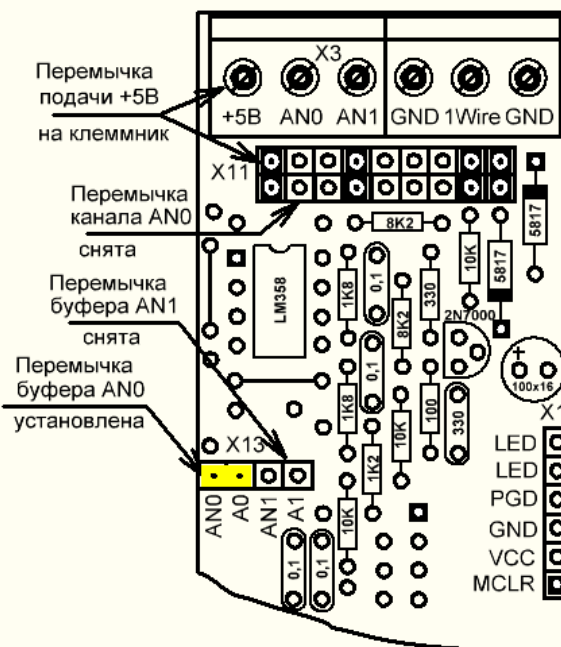 Перемычка
подачи +5В
на клеммник
X3
+5В AN0 AN1 GND 1Wire GND
X11
Перемычка
канала AN0
снята
8K2
5817
10K
5817
LM358
1K8
0,1
330
8K2
2N7000
Перемычка
буфера AN1
снята
+
100x16
Перемычка
буфера AN0
установлена
0,1
1K8
10K
100
330
X1
X13
1K2
LED
LED
PGD
GND
VCC
MCLR
AN0
A0
AN1
A1
10K
0,1
0,1